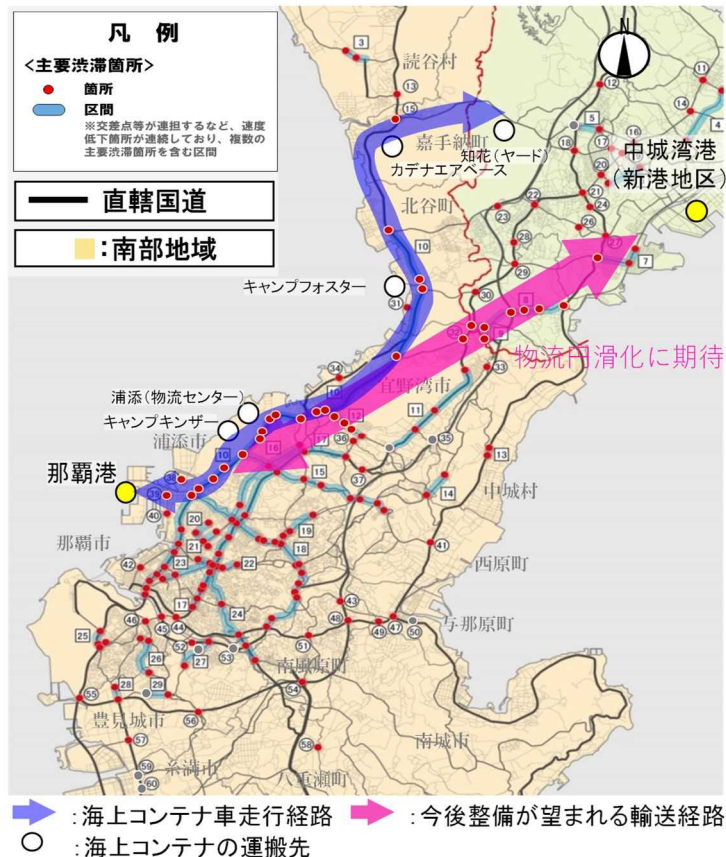 凡　例
<主要渋滞箇所>
箇所
区間
※交差点等が連担するなど、速度
低下箇所が連続しており、複数の
主要渋滞箇所を含む区間
直轄国道
:南部地域
N
読谷村
嘉手納町
カデナエアベース
知花(ヤード)
中城湾港
(新港地区)
北谷町
キャンプフォスター
物流円滑化に期待
宜野湾市
浦添(物流センター)
キャンプキンザー
浦添市
那覇港
中城村
那覇市
西原町
与那原町
南風原町
豊見城市
南城市
糸満市
八重瀬町
:海上コンテナ車走行経路
:今後整備が望まれる輸送経路
:海上コンテナの運搬先